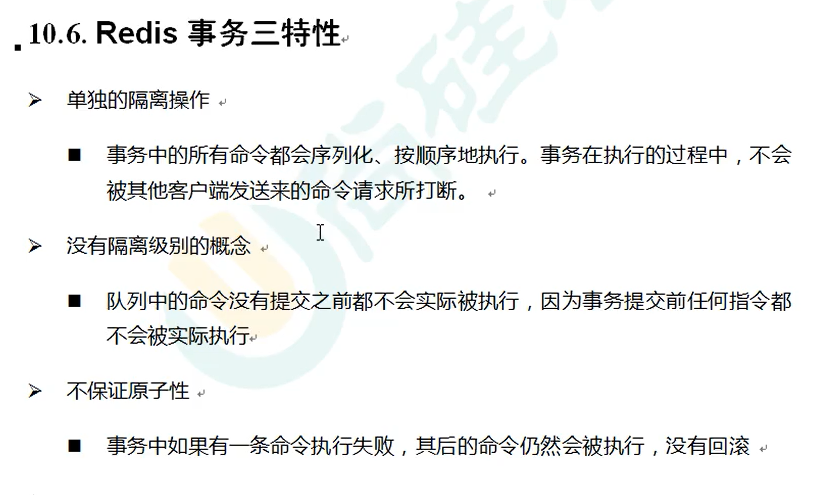 10.6. Redis 事务三特性
单独的隔离操作
事务中的所有命令都会序列化、按顺序地执行。事务在执行的过程中，不会
被其他客户端发送来的命令请求所打断。
没有隔离级别的概念
队列中的命令没有提交之前都不会实际被执行，因为事务提交前任何指令都
不会被实际执行
不保证原子性
事务中如果有一条命令执行失败，其后的命令仍然会被执行，没有回滚